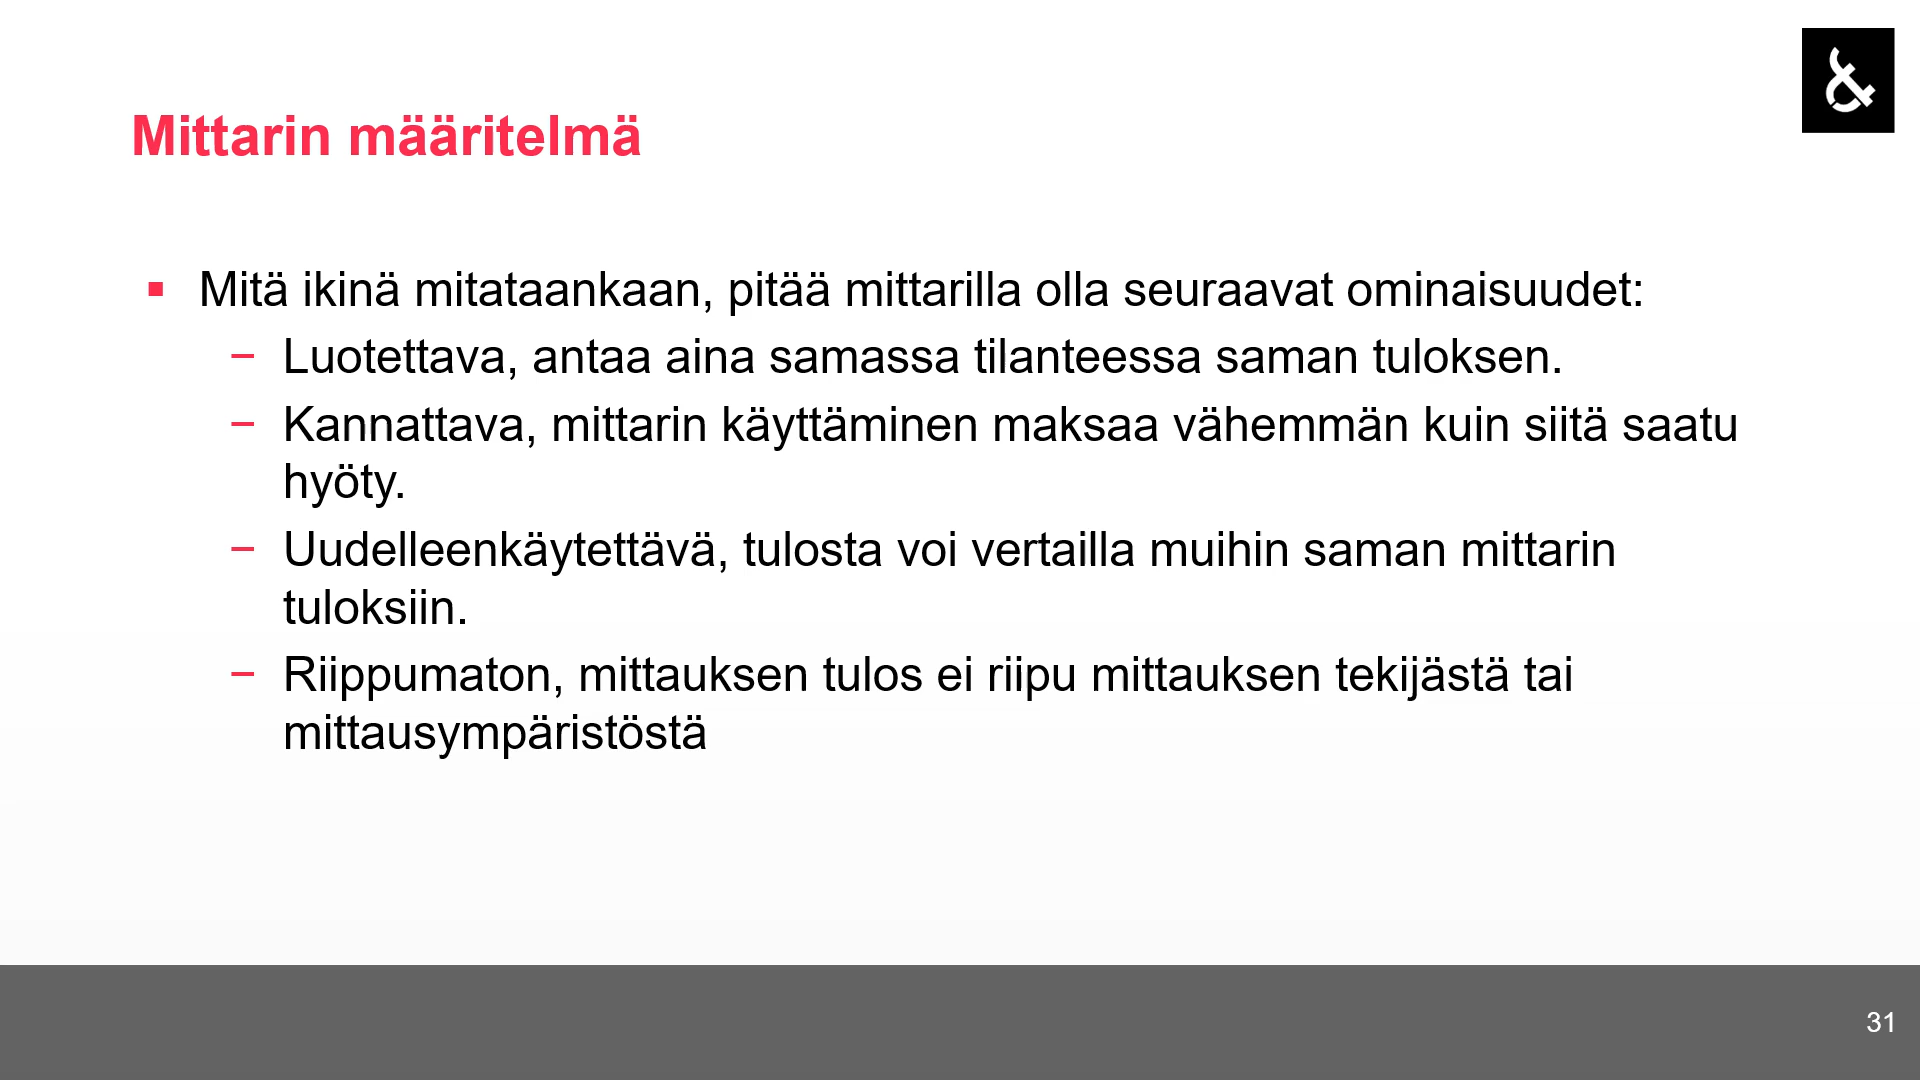 &
Mittarin määritelmä
▪ Mitä ikinä mitataankaan, pitää mittarilla olla seuraavat ominaisuudet:
− Luotettava, antaa aina samassa tilanteessa saman tuloksen.
− Kannattava, mittarin käyttäminen maksaa vähemmän kuin siitä saatu
hyöty.
− Uudelleenkäytettävä, tulosta voi vertailla muihin saman mittarin
tuloksiin.
− Riippumaton, mittauksen tulos ei riipu mittauksen tekijästä tai
mittausympäristöstä
31